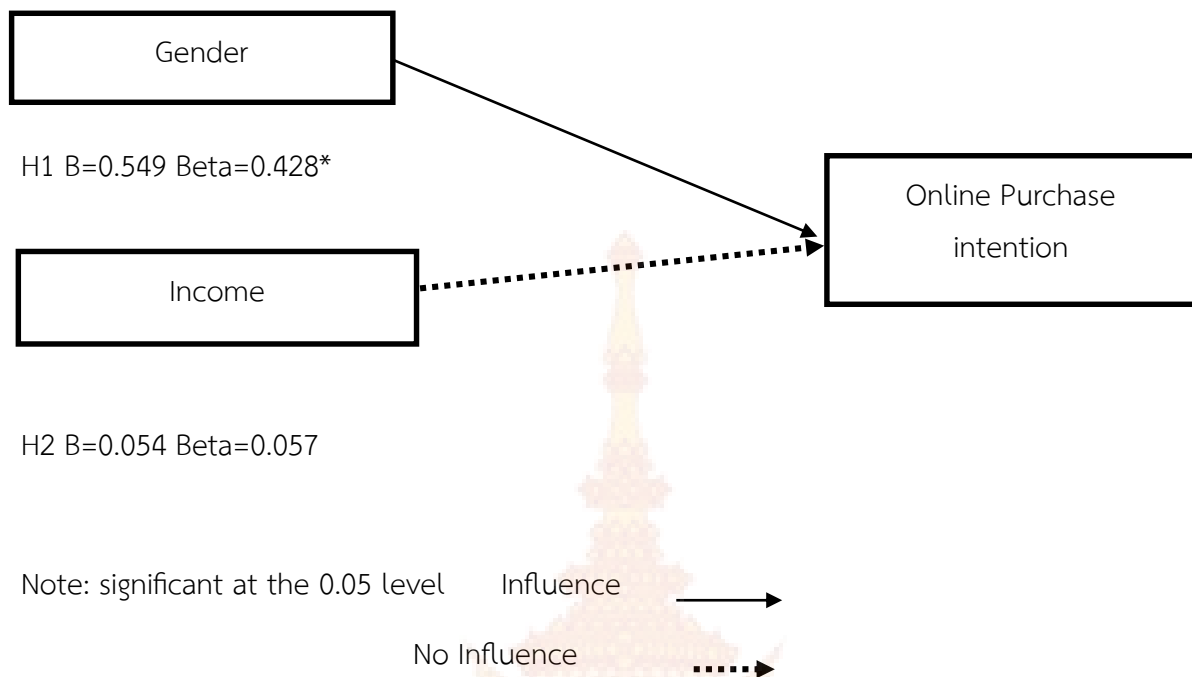 Gender
H1 B=0.549 Beta=0.428*
Online Purchase
intention
Income
H2 B=0.054 Beta=0.057
Note: significant at the 0.05 level Influence
No Influence